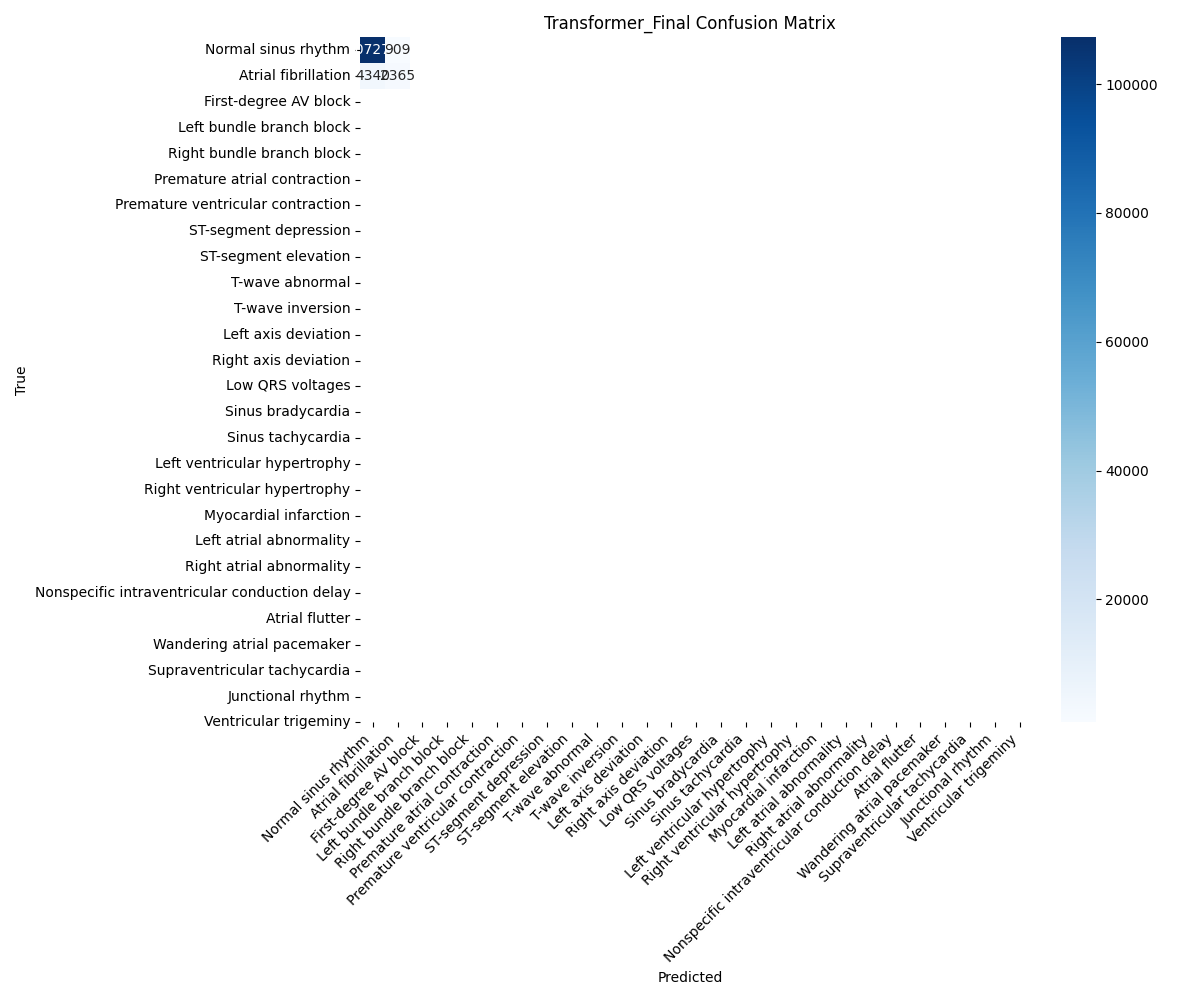 Transformer_Final Confusion Matrix
True
Normal sinus rhythm
Atrial fibrillation
First-degree AV block
Left bundle branch block
Right bundle branch block
Premature atrial contraction
Premature ventricular contraction
ST-segment depression
ST-segment elevation
T-wave abnormal
T-wave inversion
Left axis deviation
Right axis deviation
Low QRS voltages
Sinus bradycardia
Sinus tachycardia
Left ventricular hypertrophy
Right ventricular hypertrophy
Myocardial infarction
Left atrial abnormality
Right atrial abnormality
Nonspecific intraventricular conduction delay
Atrial flutter
Wandering atrial pacemaker
Supraventricular tachycardia
Junctional rhythm
Ventricular trigeminy
909
2365
100000
80000
60000
40000
20000
Normal sinus rhythm
Atrial fibrillation
First-degree AV block
Left bundle branch block
Right bundle branch block
Premature atrial contraction
Premature ventricular contraction
ST-segment depression
ST-segment elevation
T-wave abnormal
T-wave inversion
Left axis deviation
Right axis deviation
Low QRS voltages
Sinus bradycardia
Sinus tachycardia
Left ventricular hypertrophy
Right ventricular hypertrophy
Myocardial infarction
Left atrial abnormality
Right atrial abnormality
Nonspecific intraventricular conduction delay
Atrial flutter
Wandering atrial pacemaker
Supraventricular tachycardia
Junctional rhythm
Ventricular trigeminy
Predicted